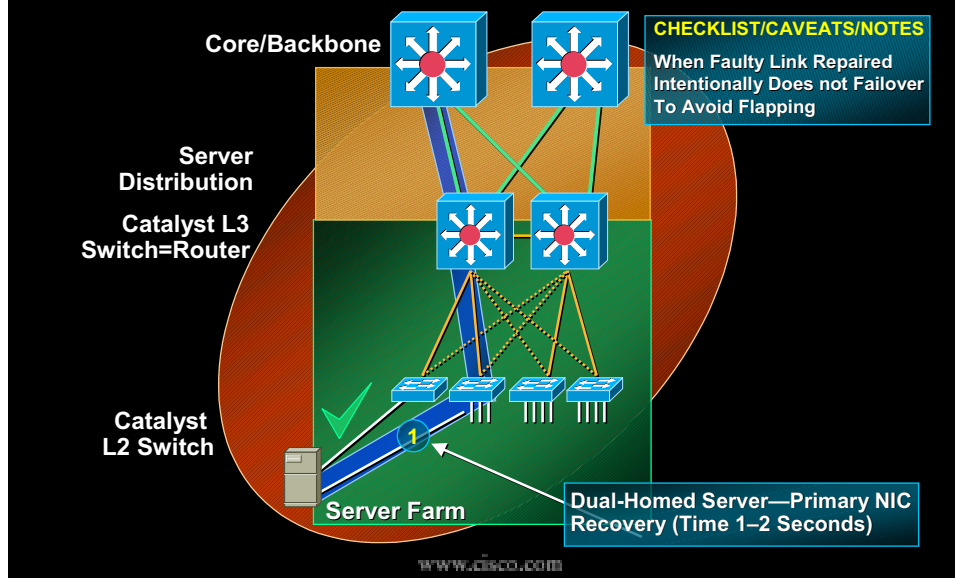 Core/Backbone
CHECKLIST/CAVEATS/NOTES
When Faulty Link Repaired
Intentionally Does not Failover
To Avoid Flapping
Server
Distribution
Catalyst L3
Switch=Router
Catalyst
L2 Switch
1
Server Farm
Dual-Homed Server—Primary NIC
Recovery (Time 1–2 Seconds)
www.cisco.com